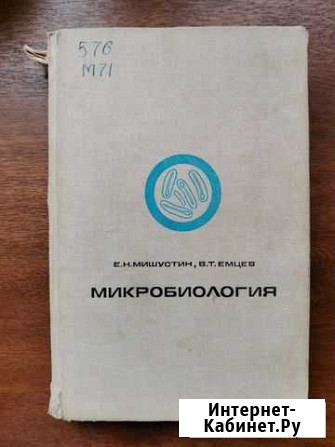 576
М71
Е.Н.МИШУСТИН, В.Т.ЕМЦЕВ
МИКРОБИОЛОГИЯ
Интернет-
Кабинет.Ру